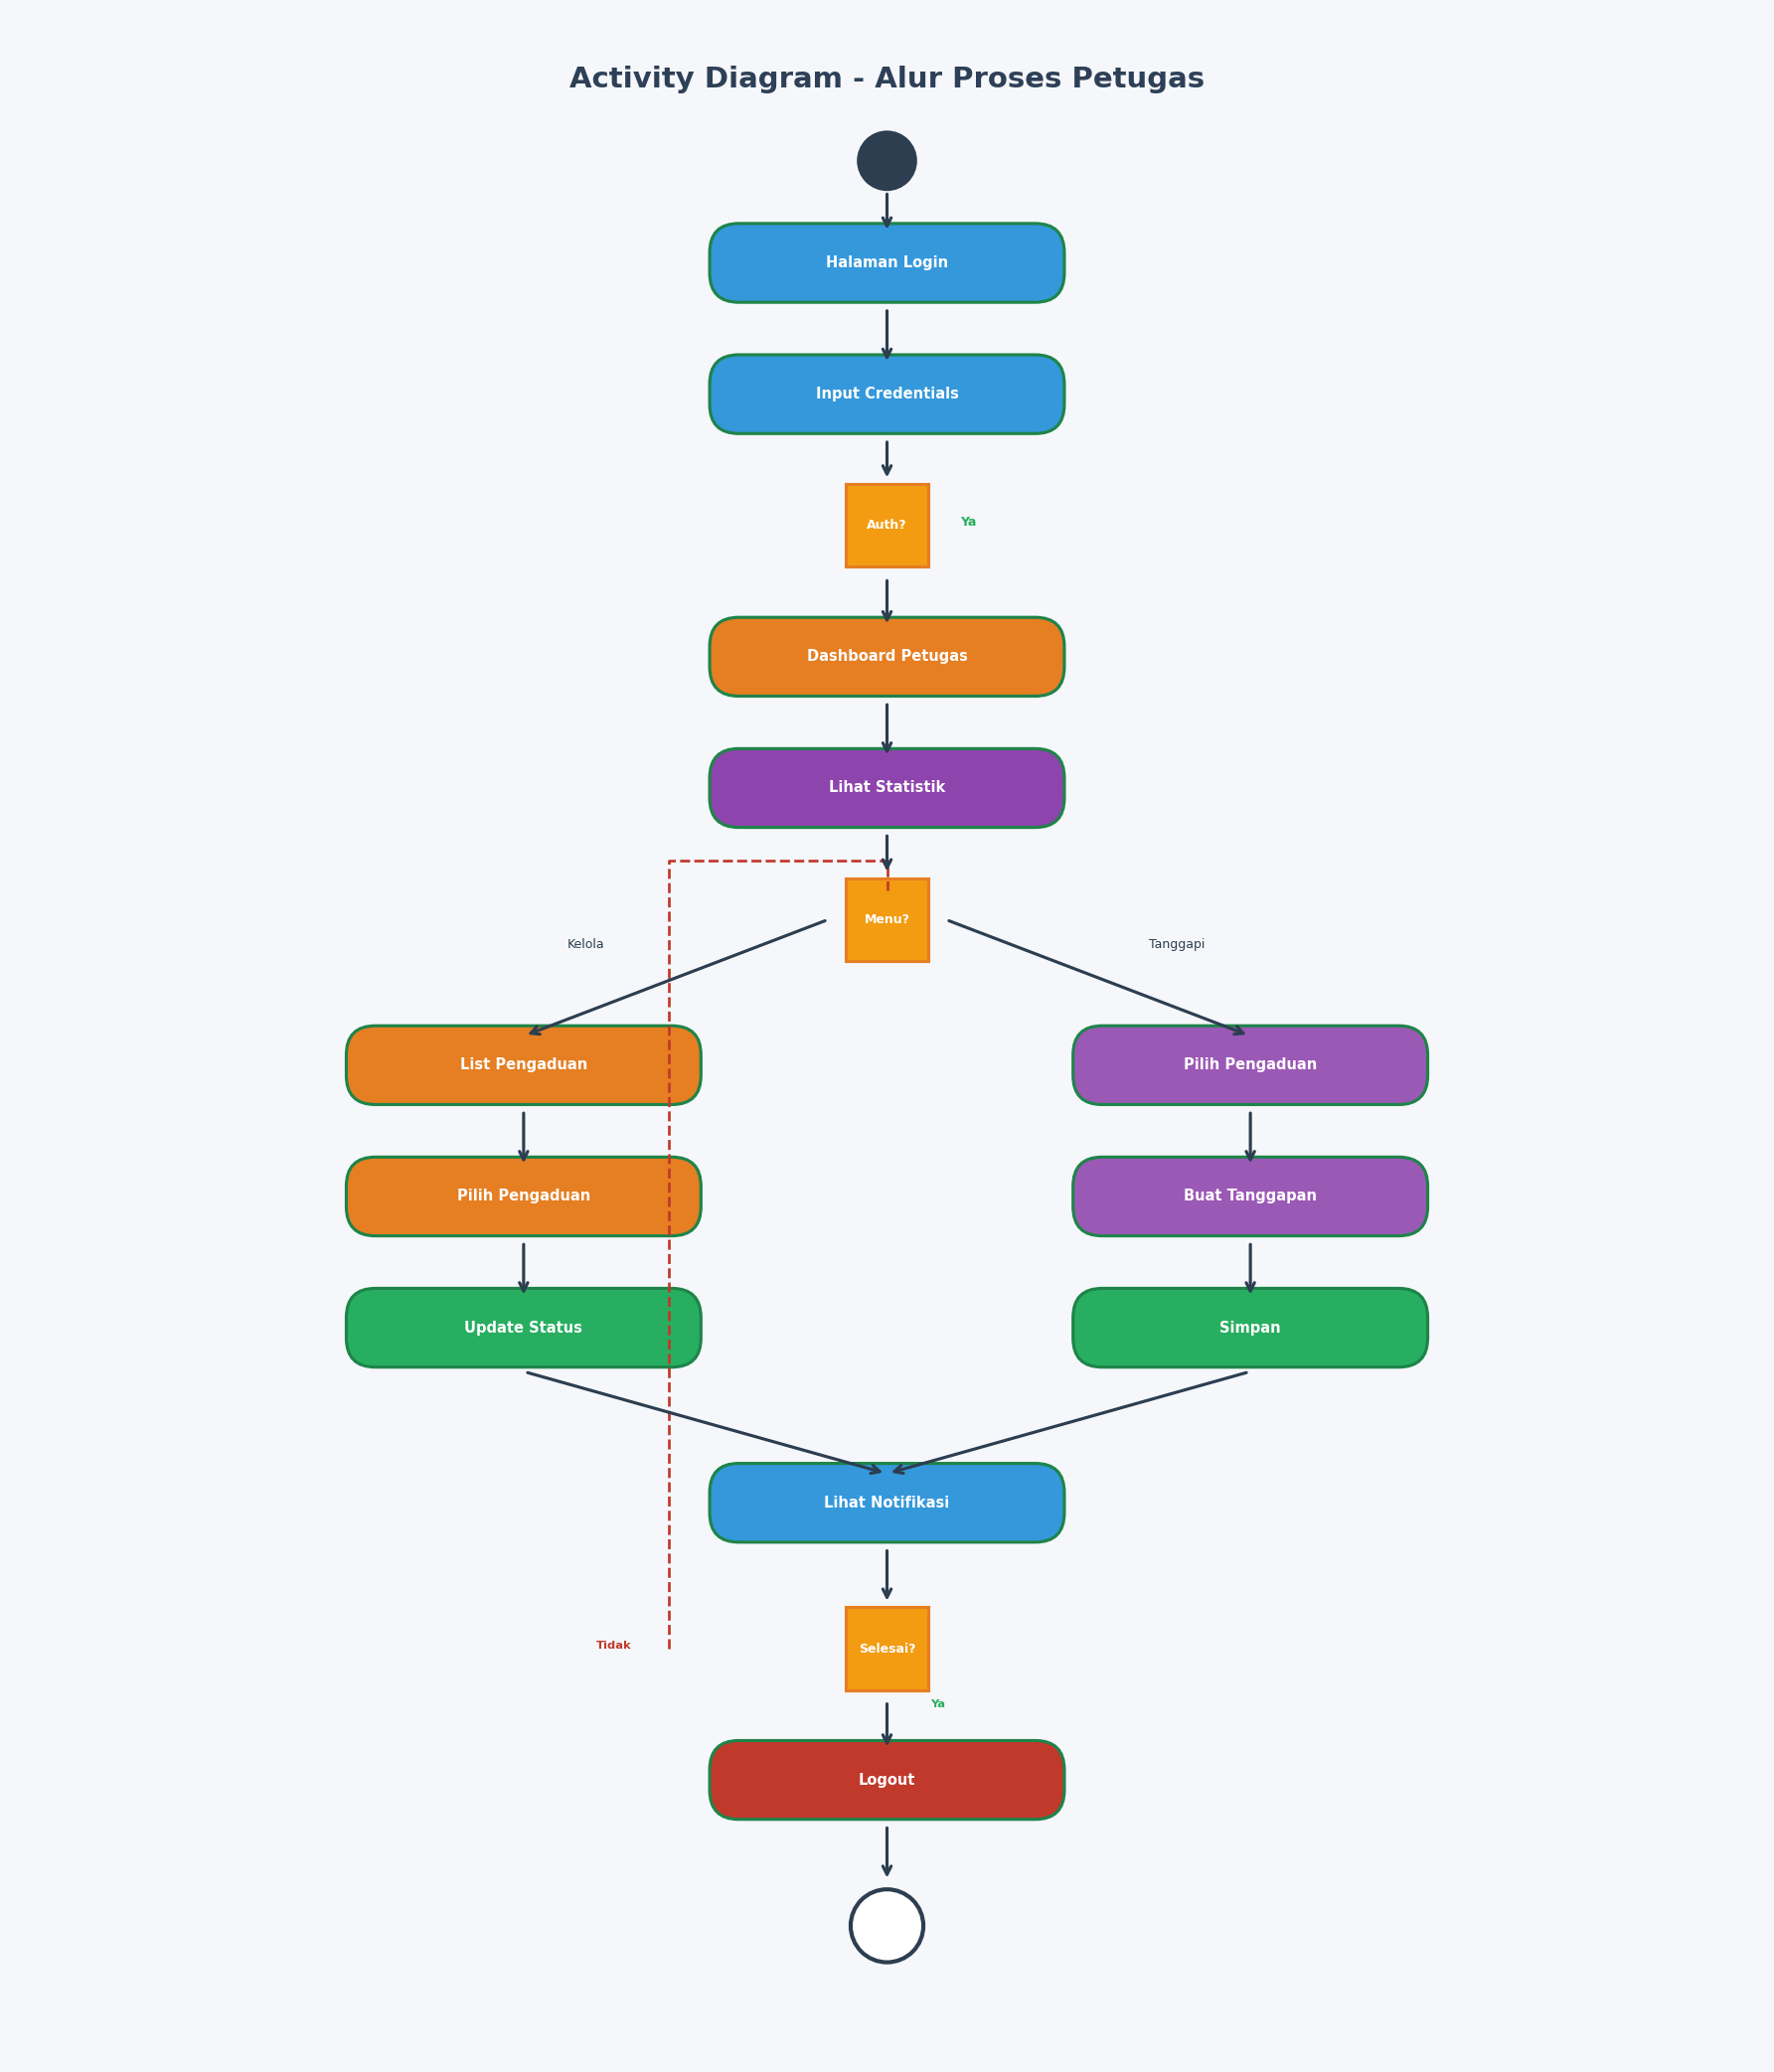 Activity Diagram - Alur Proses Petugas
Halaman Login
Input Credentials
Auth?
Ya
Dashboard Petugas
Lihat Statistik
Menu?
Kelola
Tanggapi
List Pengaduan
Pilih Pengaduan
Pilih Pengaduan
Buat Tanggapan
Update Status
Simpan
Lihat Notifikasi
Tidak
Selesai?
Ya
Logout